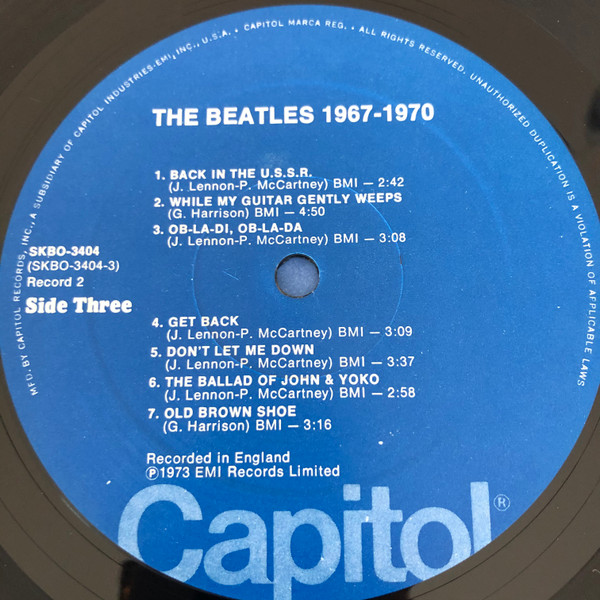 MFD. BY CAPITOL RECORDS, INC., A SUBSIDIARY OF CAPITOL INDUSTRIES-EMI, INC., U.S.A. • CAPITOL MARCA REG. • ALL RIGHTS RESERVED. UNAUTHORIZED DUPLICATION IS A VIOLATION OF APPLICABLE LAWS
THE BEATLES 1967-1970
1. BACK IN THE U.S.S.R.
(J. Lennon-P. McCartney) BMI — 2:42
2. WHILE MY GUITAR GENTLY WEEPS
(G. Harrison) BMI — 4:50
3. OB-LA-DI, OB-LA-DA
(J. Lennon-P. McCartney) BMI — 3:08
SKBO-3404
(SKBO-3404-3)
Record 2
Side Three
4. GET BACK
(J. Lennon-P. McCartney) BMI — 3:09
5. DON'T LET ME DOWN
(J. Lennon-P. McCartney) BMI — 3:37
6. THE BALLAD OF JOHN & YOKO
(J. Lennon-P. McCartney) BMI — 2:58
7. OLD BROWN SHOE
(G. Harrison) BMI — 3:16
Recorded in England
℗1973 EMI Records Limited
Capitol®